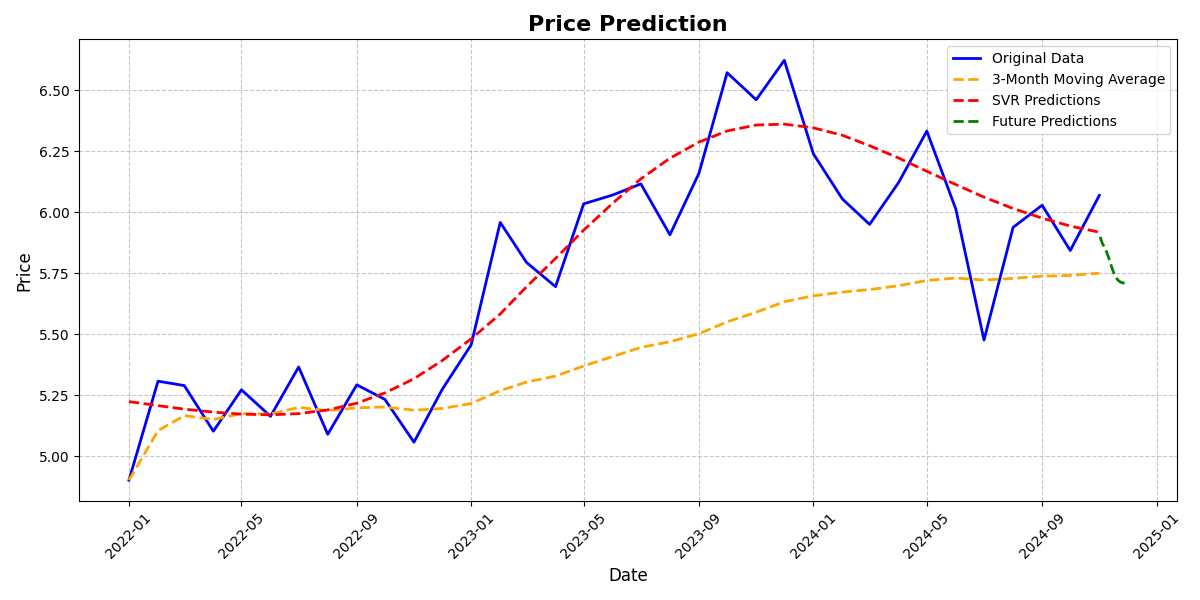 Price Prediction
Original Data
3-Month Moving Average
SVR Predictions
Future Predictions
Price
6.50
6.25
6.00
5.75
5.50
5.25
5.00
2022-01
2022-05
2022-09
2023-01
2023-05
2023-09
2024-01
2024-05
2024-09
2025-01
Date